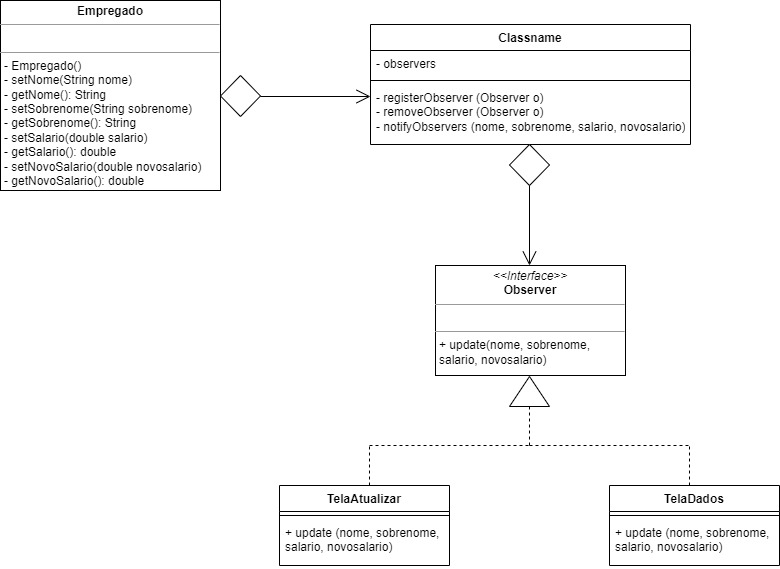 Empregado
- Empregado()
- setNome(String nome)
- getNome(): String
- setSobrenome(String sobrenome)
- getSobrenome(): String
- setSalario(double salario)
- getSalario(): double
- setNovoSalario(double novosalario)
- getNovoSalario(): double
Classname
- observers
- registerObserver (Observer o)
- removeObserver (Observer o)
- notifyObservers (nome, sobrenome, salario, novosalario)
<<Interface>>
Observer
+ update(nome, sobrenome,
salario, novosalario)
TelaAtualizar
+ update (nome, sobrenome,
salario, novosalario)
TelaDados
+ update (nome, sobrenome,
salario, novosalario)